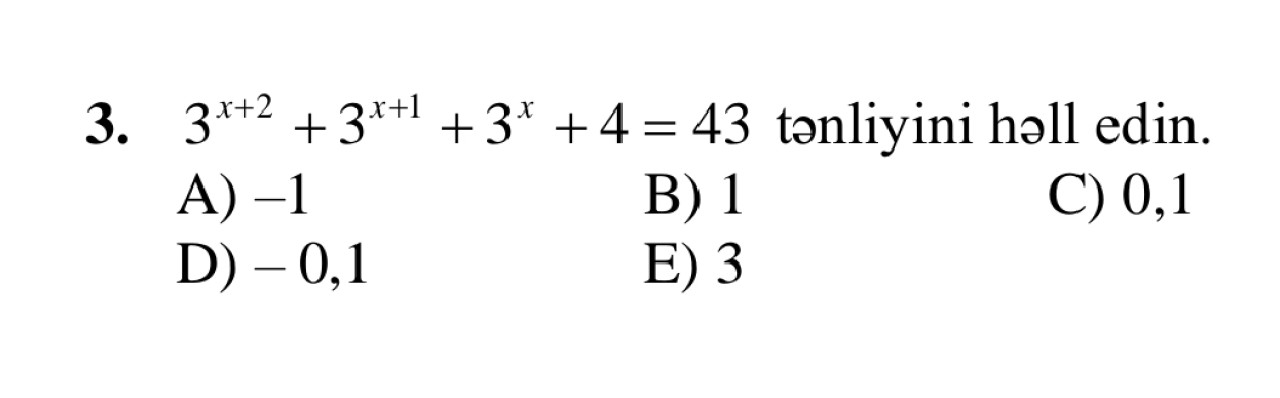 3. 3^{x+2} + 3^{x+1} + 3^x + 4 = 43 tənliyini həll edin.
A) –1 B) 1 C) 0,1
D) – 0,1 E) 3